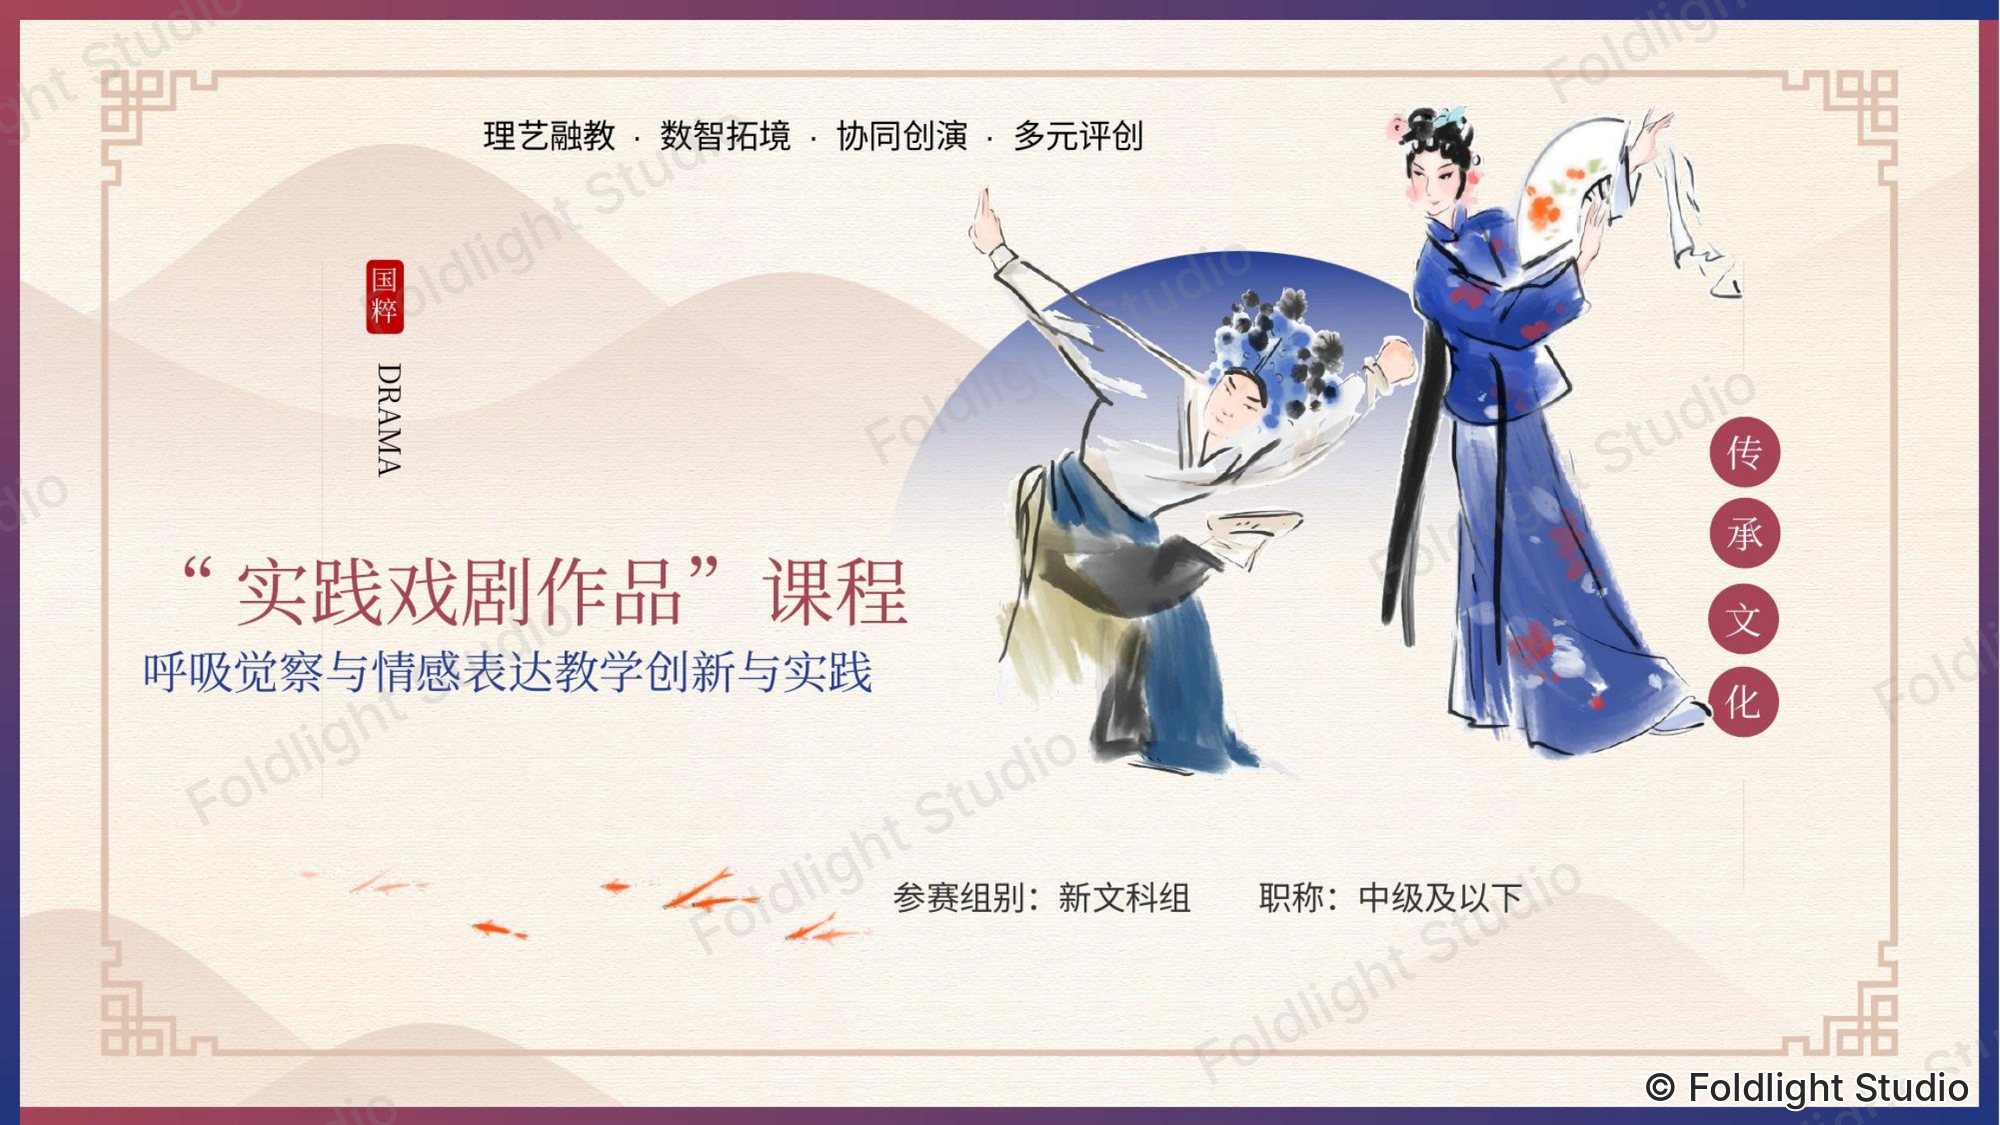 理艺融教 · 数智拓境 · 协同创演 · 多元评创
国粹
DRAMA
“实践戏剧作品”课程
呼吸觉察与情感表达教学创新与实践
传
承
文
化
参赛组别：新文科组 职称：中级及以下
© Foldlight Studio